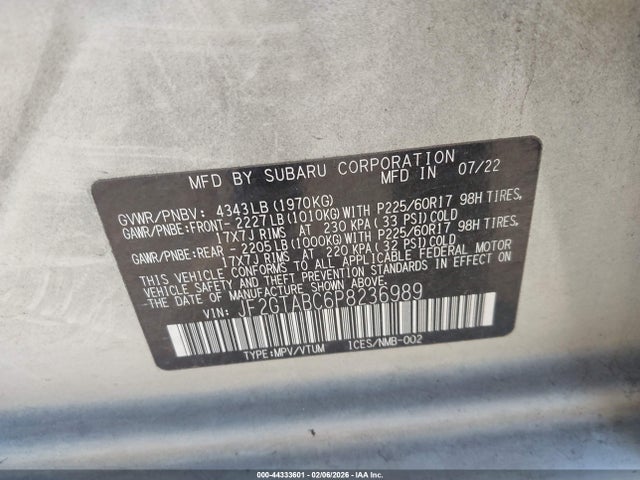 MFD BY SUBARU CORPORATION
MFD IN 07/22
GVWR/PNBV: 4343LB(1970KG)
GAWR/PNBE:FRONT-2227LB(1010KG)WITH P225/60R17 98H TIRES,
17X7J RIMS AT 230 KPA(33 PSI)COLD
GAWR/PNBE:REAR -2205LB(1000KG)WITH P225/60R17 98H TIRES,
17X7J RIMS AT 220 KPA(32 PSI)COLD
THIS VEHICLE CONFORMS TO ALL APPLICABLE FEDERAL MOTOR
VEHICLE SAFETY AND THEFT PREVENTION STANDARDS IN EFFECT
ON THE DATE OF MANUFACTURE SHOWN ABOVE.
VIN: JF2GTABC6P8236989
TYPE:MPV/VTUM ICES/NMB-002
000-44333601 - 02/06/2026 - IAA Inc.